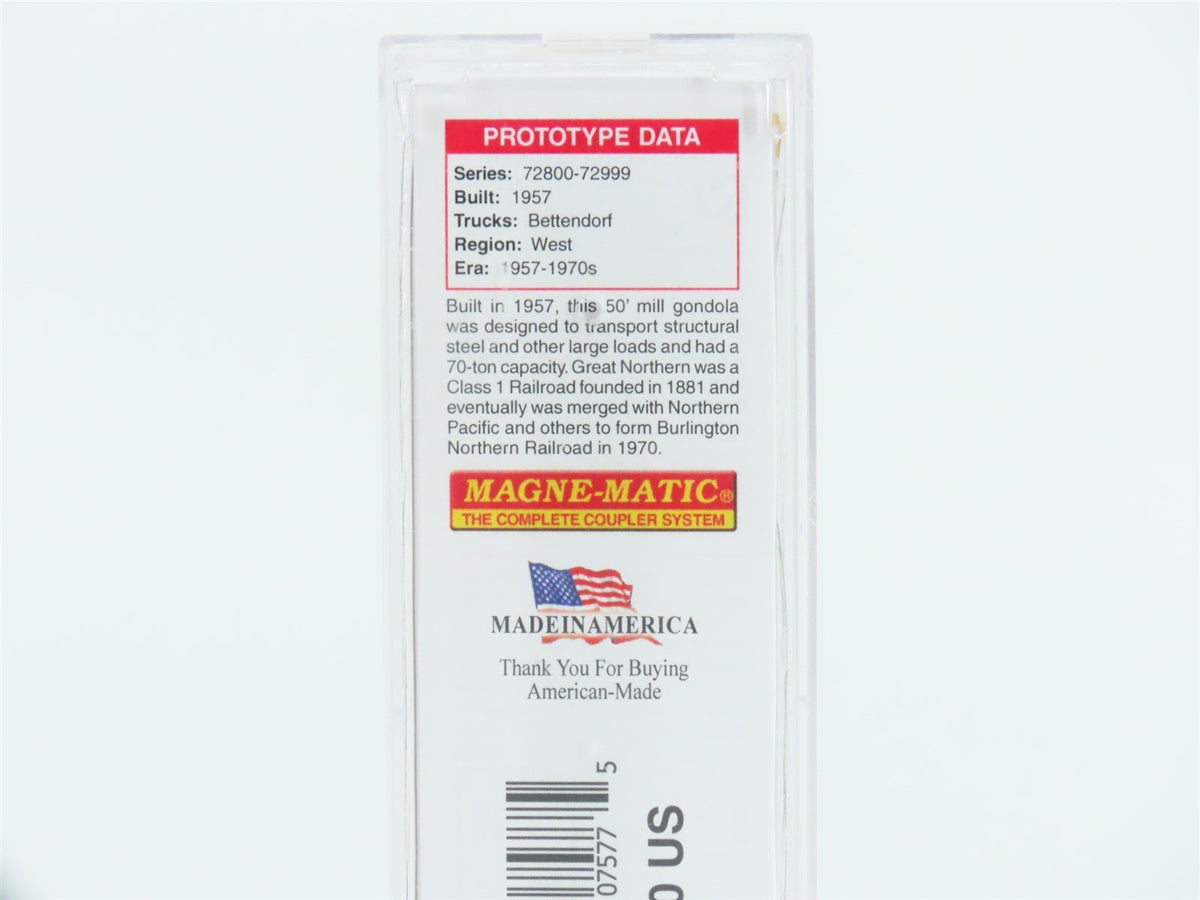 PROTOTYPE DATA
Series: 72800-72999
Built: 1957
Trucks: Bettendorf
Region: West
Era: 1957-1970s
Built in 1957, this 50' mill gondola
was designed to transport structural
steel and other large loads and had a
70-ton capacity. Great Northern was a
Class 1 Railroad founded in 1881 and
eventually was merged with Northern
Pacific and others to form Burlington
Northern Railroad in 1970.
MAGNE-MATIC®
THE COMPLETE COUPLER SYSTEM
MADEINAMERICA
Thank You For Buying
American-Made
07577 5
0 US